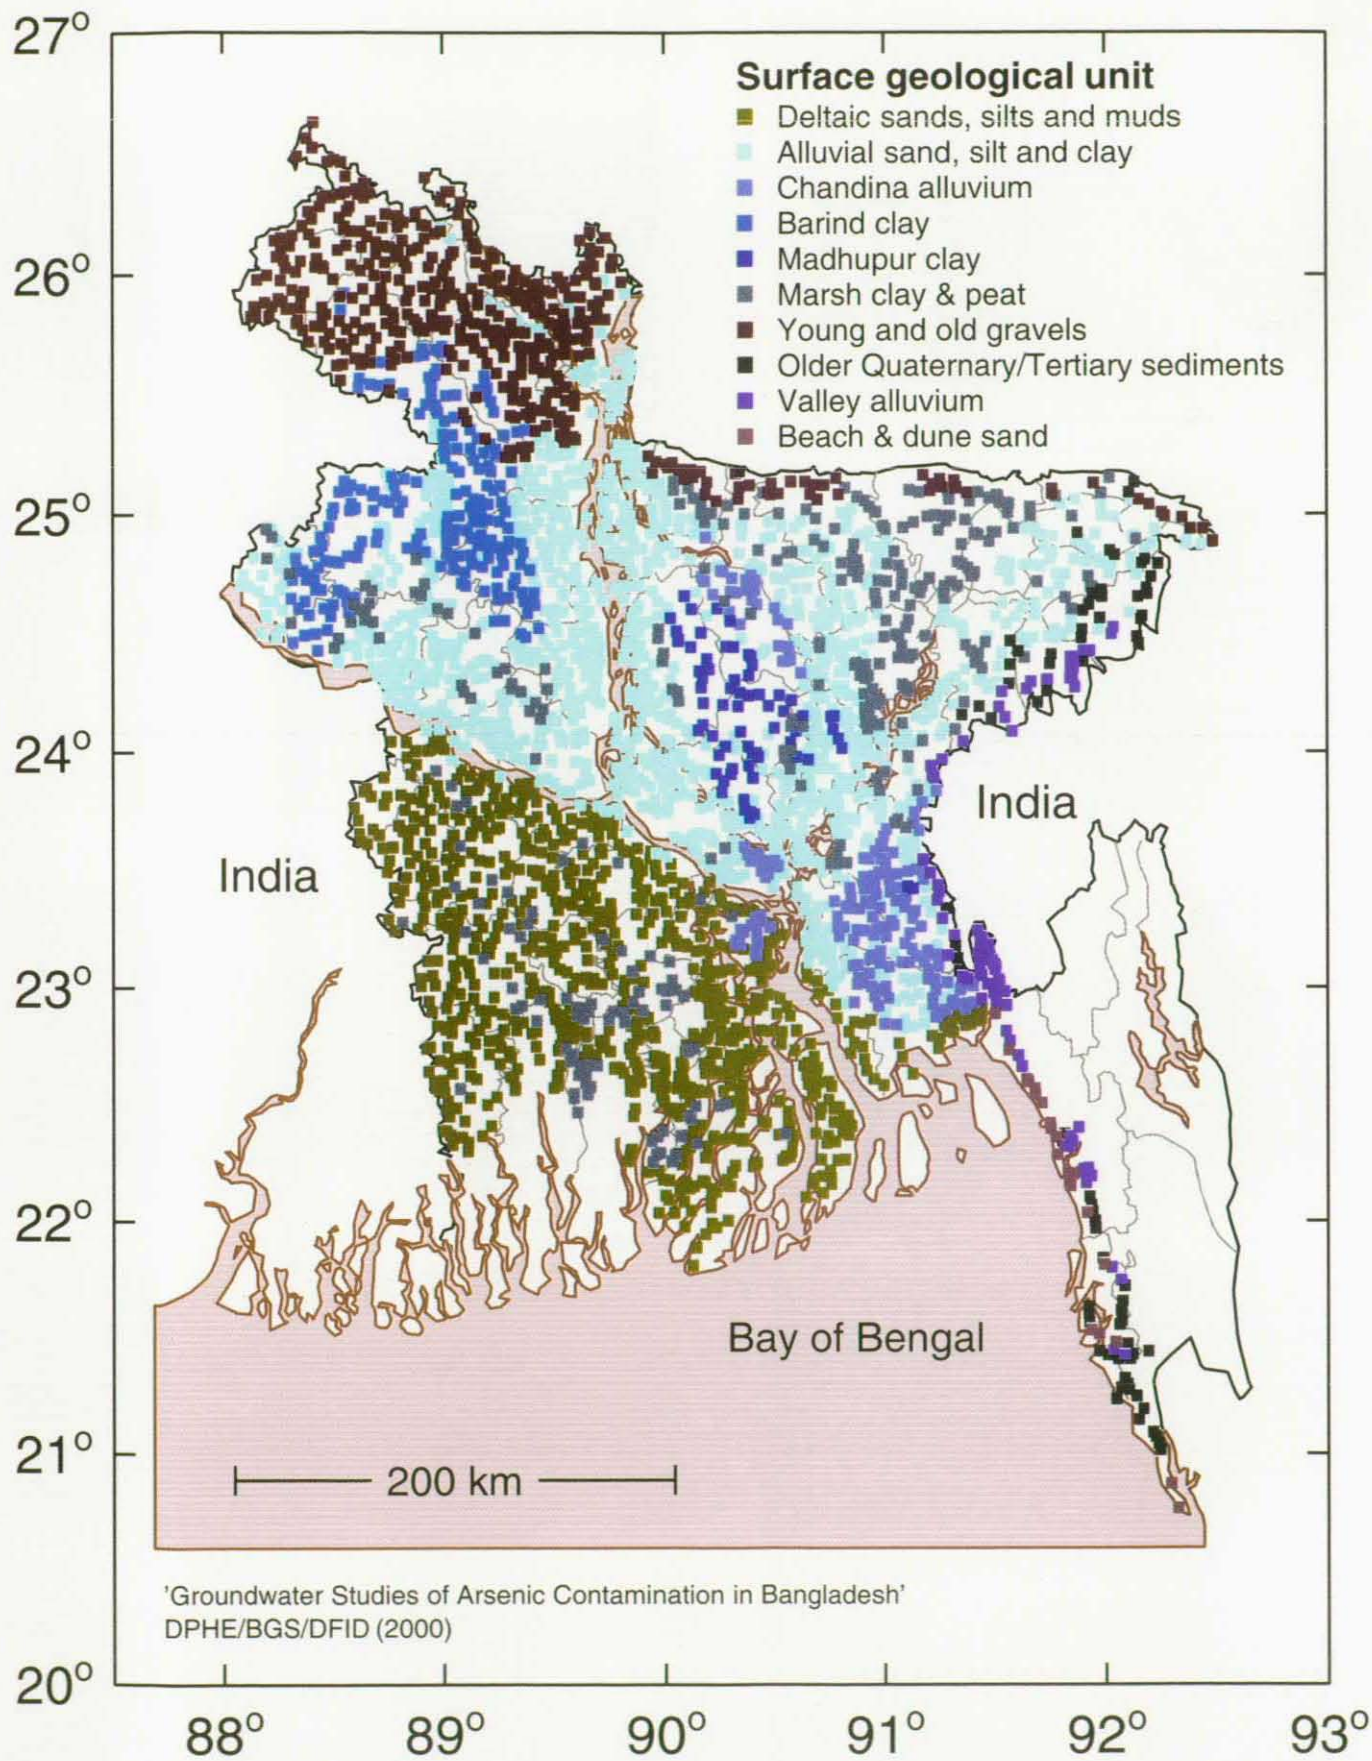 27°
Surface geological unit
Deltaic sands, silts and muds
Alluvial sand, silt and clay
Chandina alluvium
Barind clay
Madhupur clay
Marsh clay & peat
Young and old gravels
Older Quaternary/Tertiary sediments
Valley alluvium
Beach & dune sand
26°
25°
24°
India
India
23°
22°
Bay of Bengal
21°
200 km
'Groundwater Studies of Arsenic Contamination in Bangladesh'
DPHE/BGS/DFID (2000)
20°
88° 89° 90° 91° 92° 93°